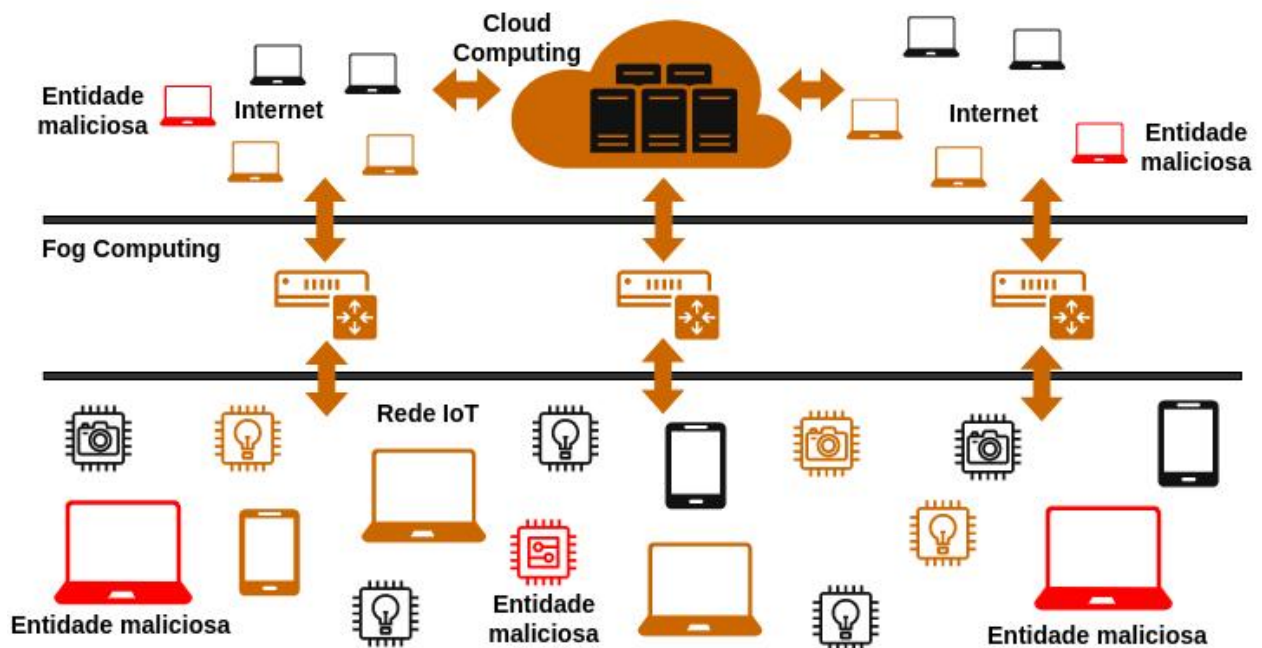 Cloud
Computing
Entidade
maliciosa
Internet
Internet
Entidade
maliciosa
Fog Computing
Rede IoT
Entidade maliciosa
Entidade
maliciosa
Entidade maliciosa